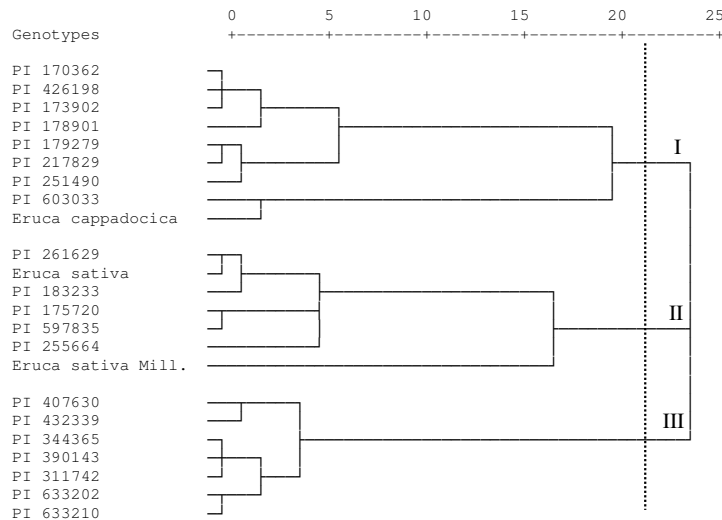 0 5 10 15 20 25
Genotypes
PI 170362
PI 426198
PI 173902
PI 178901
PI 179279
I
PI 217829
PI 251490
PI 603033
Eruca cappadocica
PI 261629
Eruca sativa
PI 183233
PI 175720
II
PI 597835
PI 255664
Eruca sativa Mill.
PI 407630
III
PI 432339
PI 344365
PI 390143
PI 311742
PI 633202
PI 633210